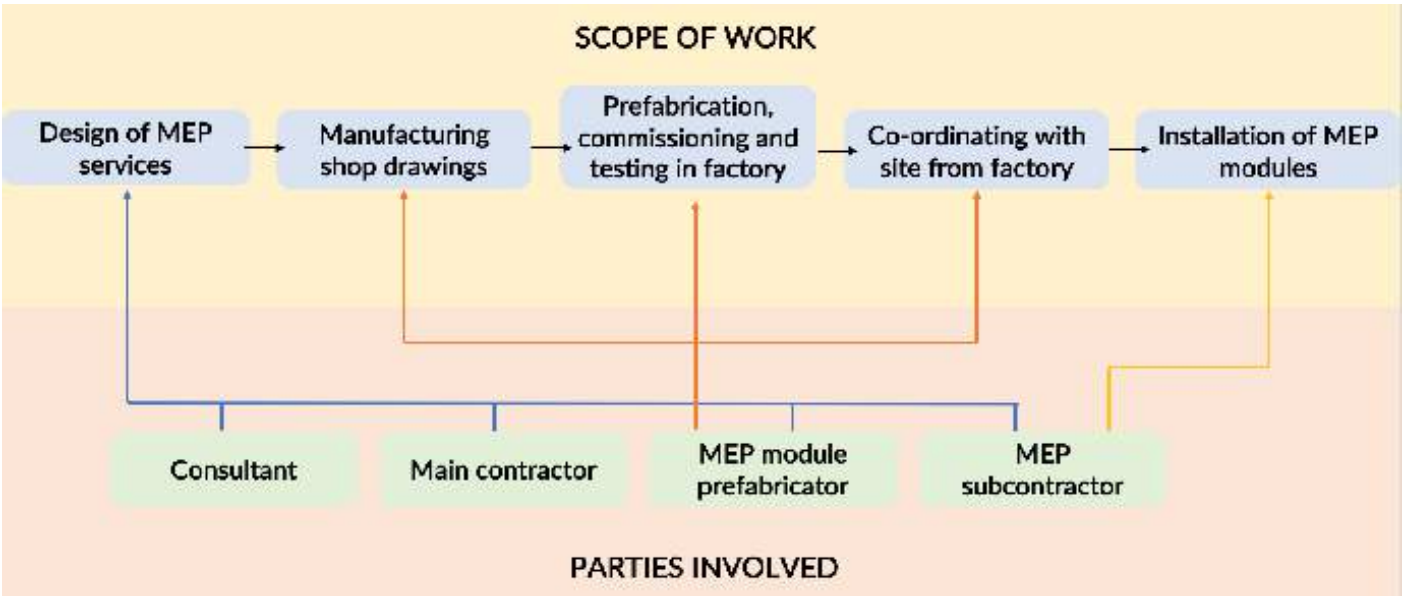 SCOPE OF WORK
Design of MEP
services
Manufacturing
shop drawings
Prefabrication,
commissioning and
testing in factory
Co-ordinating with
site from factory
Installation of MEP
modules
Consultant
Main contractor
MEP module
prefabricator
MEP
subcontractor
PARTIES INVOLVED